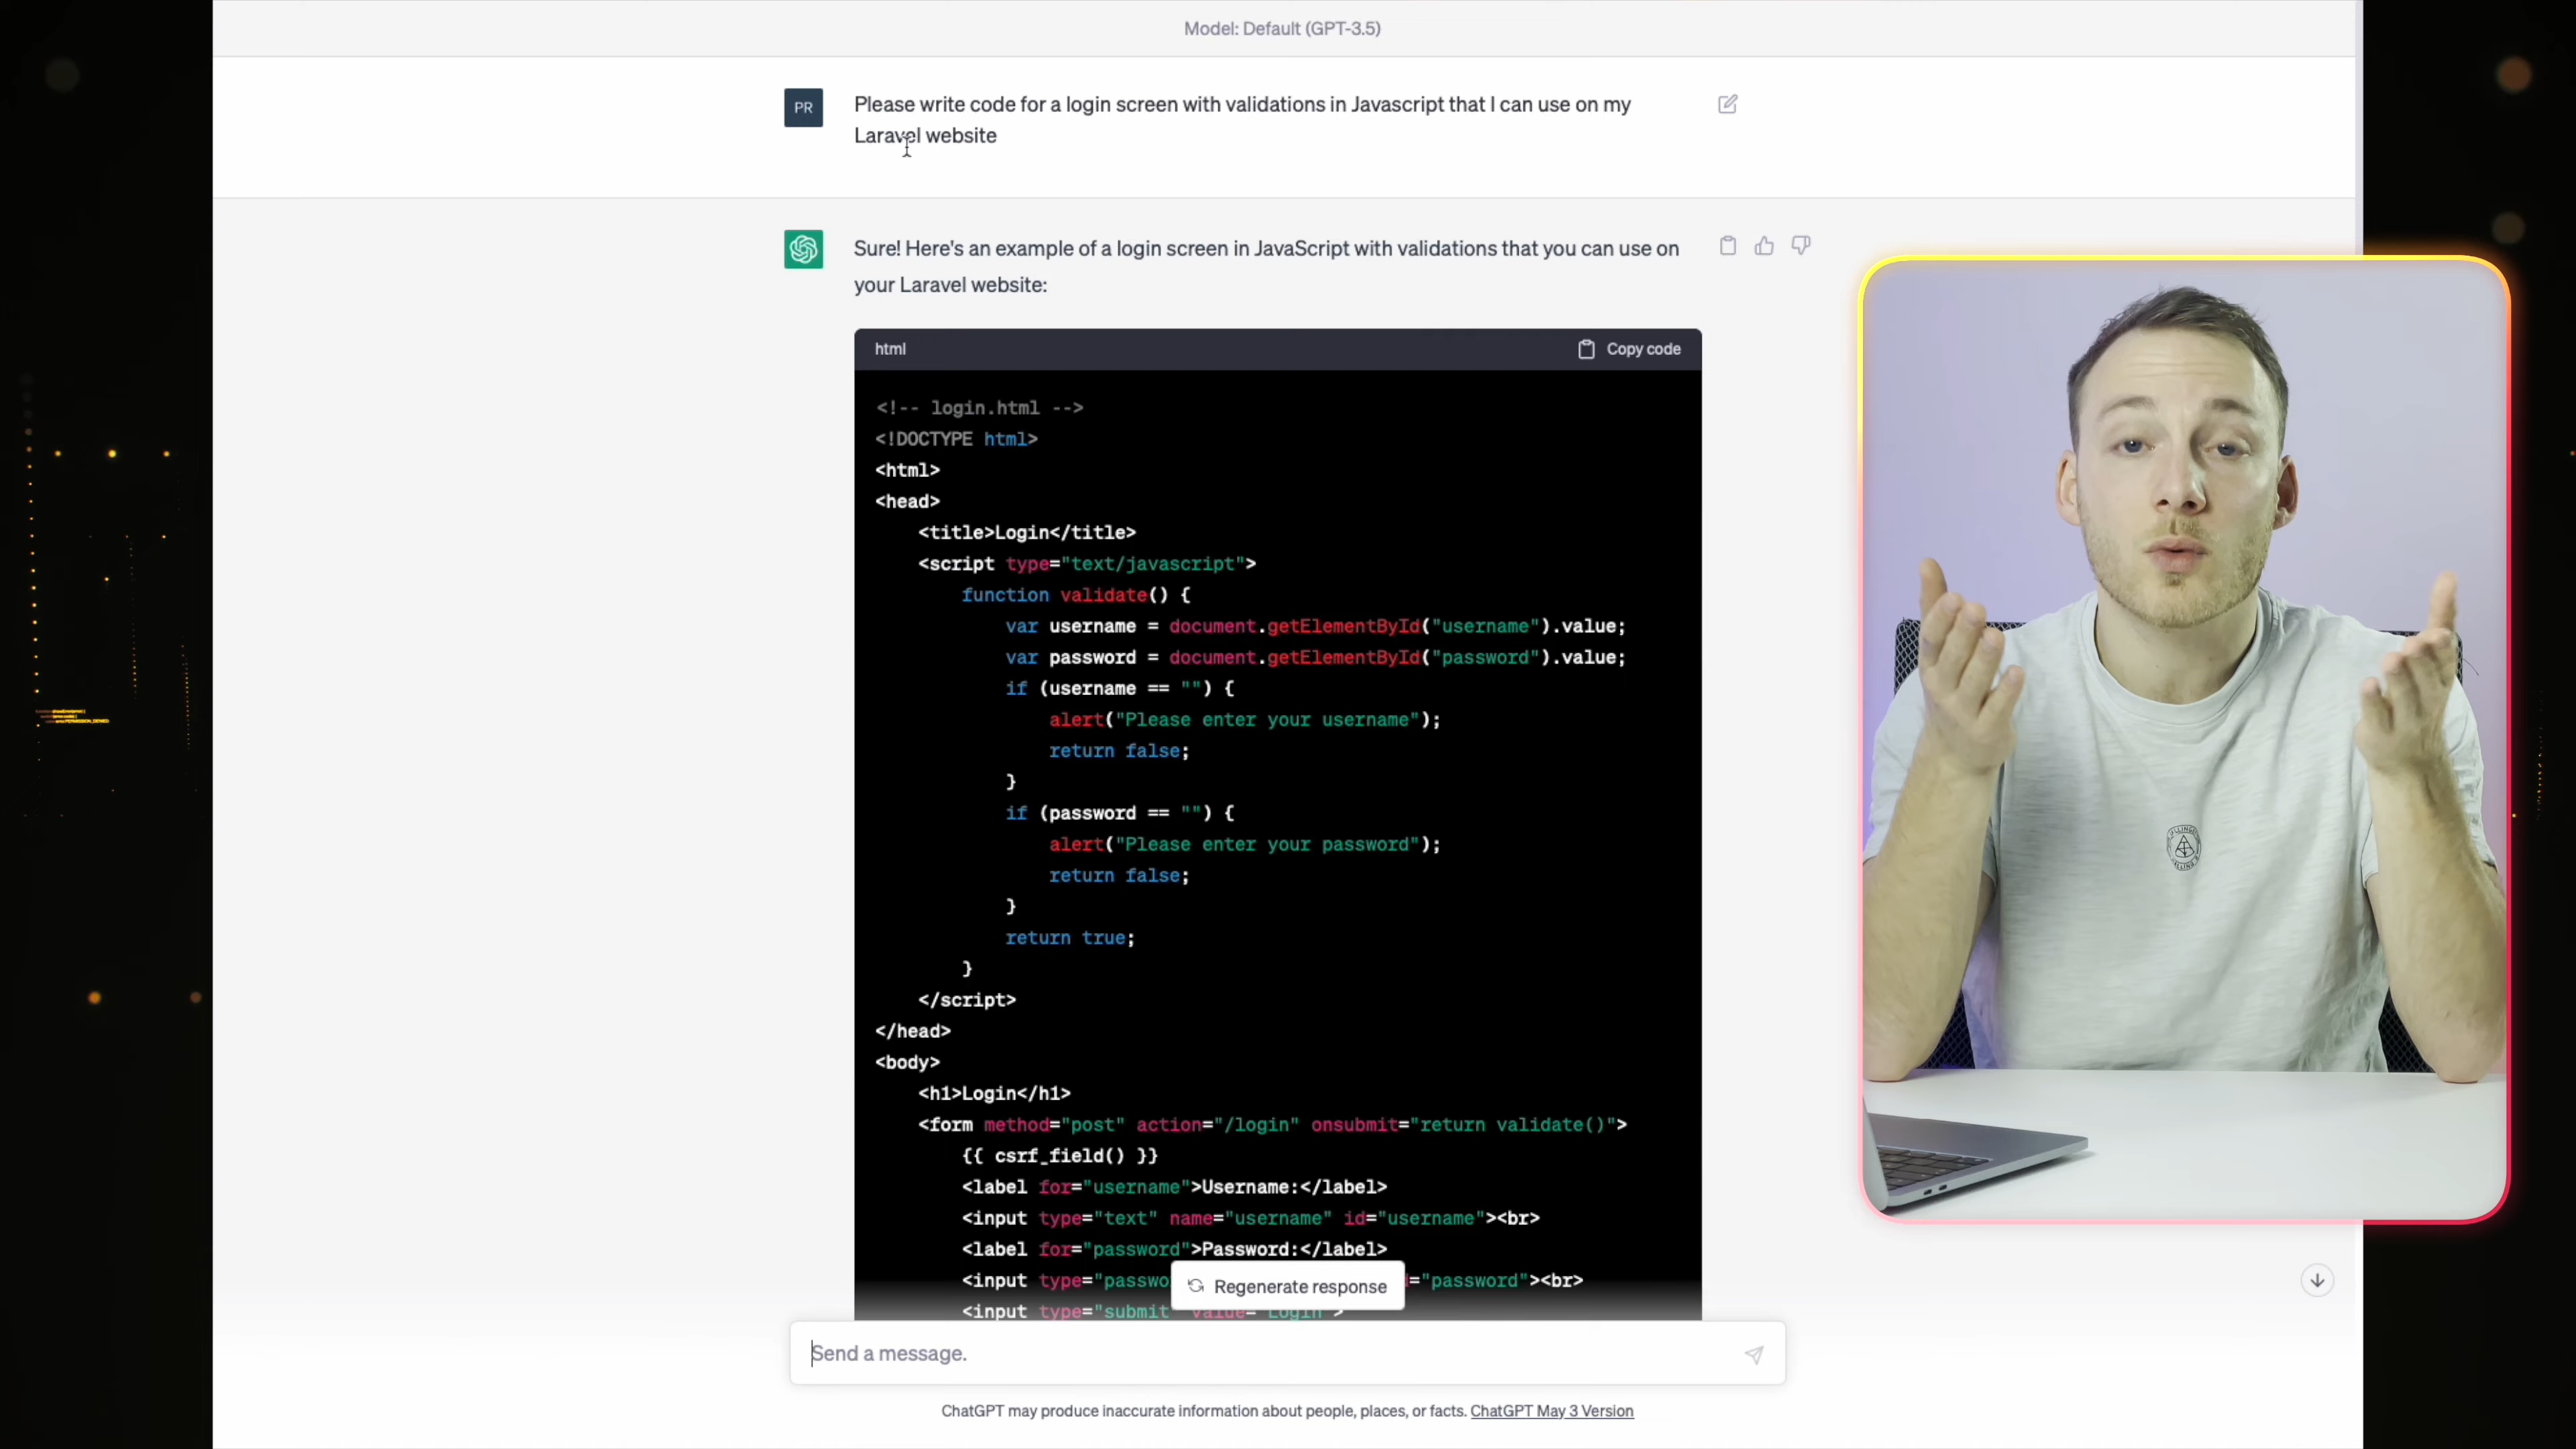 Model: Default (GPT-3.5)
PR
Please write code for a login screen with validations in Javascript that I can use on my
Laravel website
Sure! Here's an example of a login screen in JavaScript with validations that you can use on
your Laravel website:
html
Copy code
<!-- login.html -->
<!DOCTYPE html>
<html>
<head>
<title>Login</title>
<script type="text/javascript">
function validate() {
var username = document.getElementById("username").value;
var password = document.getElementById("password").value;
if (username == "") {
alert("Please enter your username");
return false;
}
if (password == "") {
alert("Please enter your password");
return false;
}
return true;
}
</script>
</head>
<body>
<h1>Login</h1>
<form method="post" action="/login" onsubmit="return validate()">
{{ csrf_field() }}
<label for="username">Username:</label>
<input type="text" name="username" id="username"><br>
<label for="password">Password:</label>
<input type="passwo ="password"><br>
Regenerate response
<input type="submit" value="Login">
Send a message.
ChatGPT may produce inaccurate information about people, places, or facts. ChatGPT May 3 Version